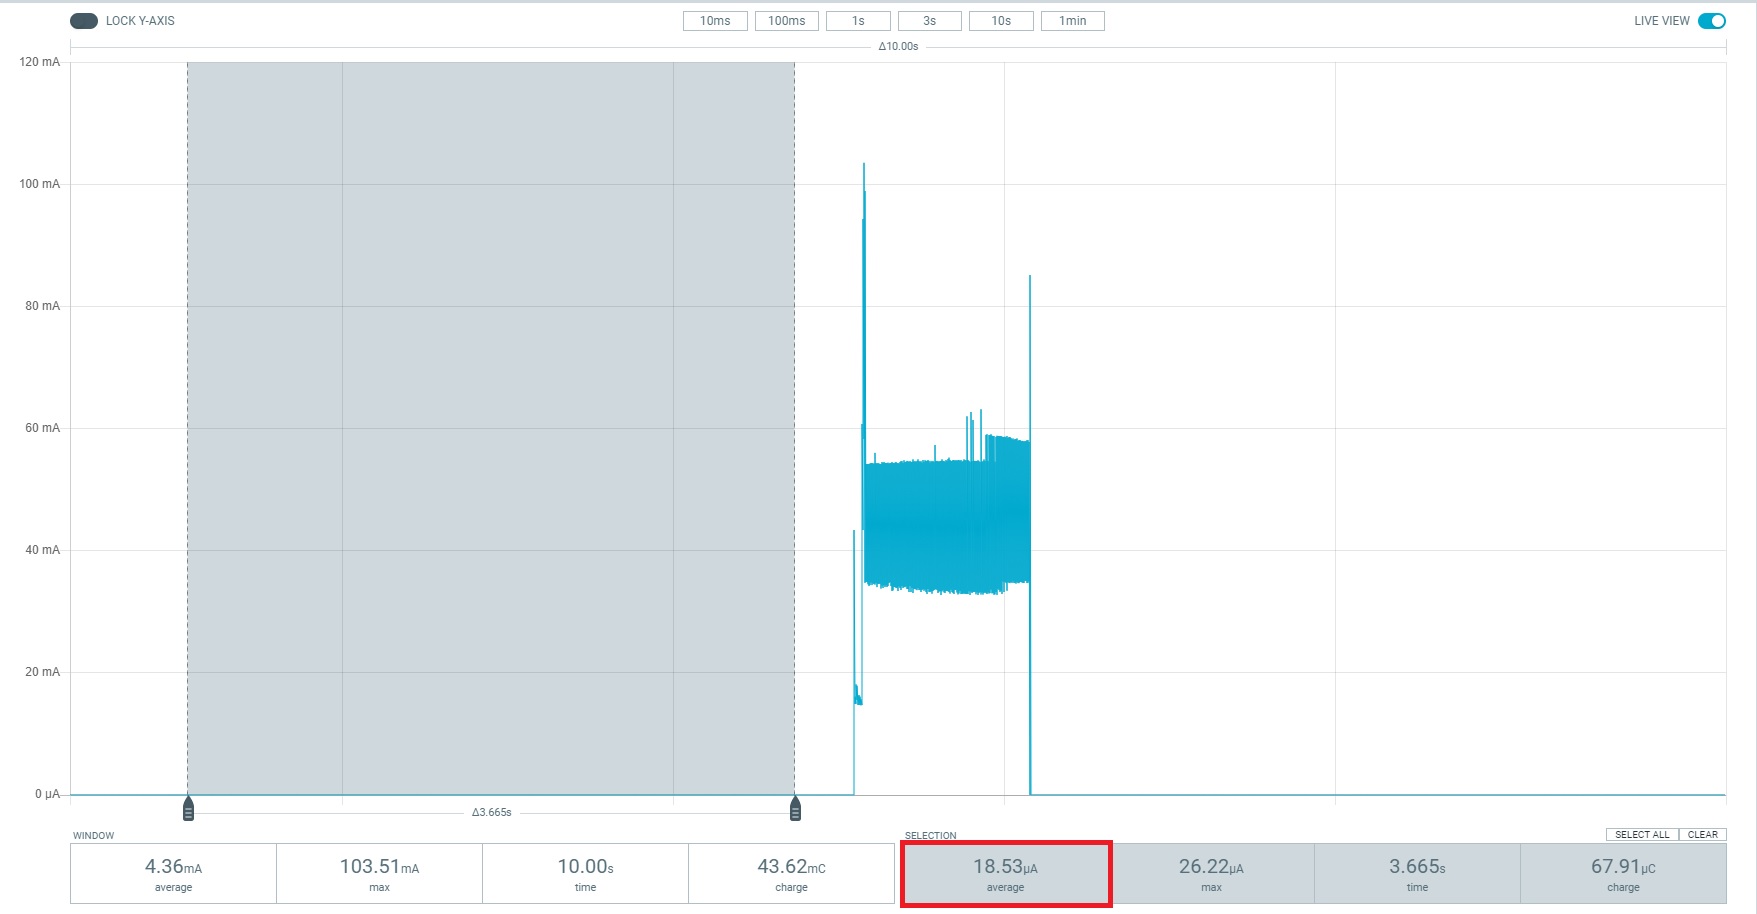 LOCK Y-AXIS
10ms 100ms 1s 3s 10s 1min
LIVE VIEW
Δ10.00s
120 mA
100 mA
80 mA
60 mA
40 mA
20 mA
0 µA
Δ3.665s
WINDOW
SELECTION
SELECT ALL CLEAR
4.36mA 103.51mA 10.00s 43.62mC 18.53µA 26.22µA 3.665s 67.91µC
average max time charge average max time charge